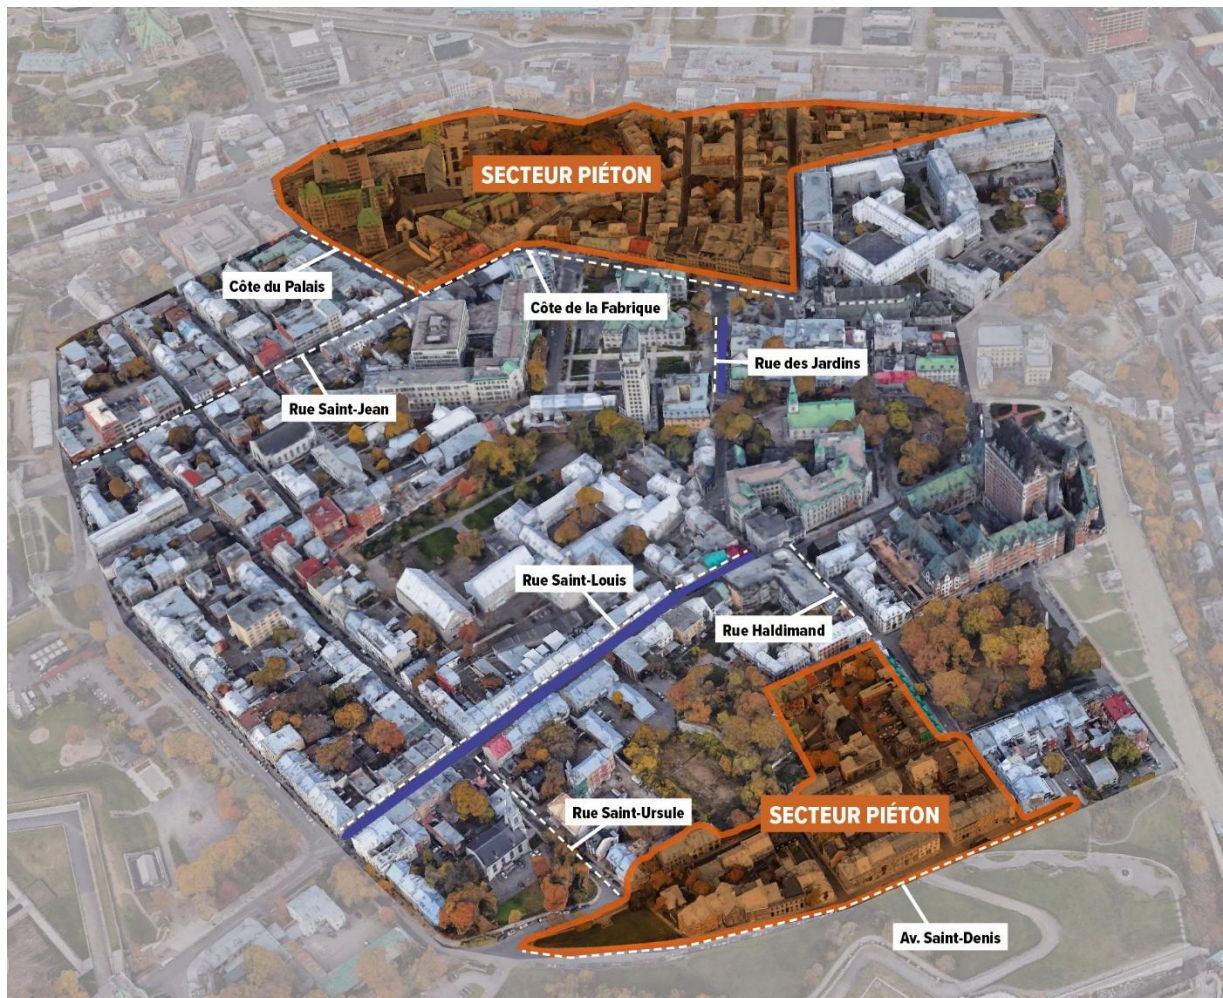 SECTEUR PIÉTON
Côte du Palais
Côte de la Fabrique
Rue des Jardins
Rue Saint-Jean
Rue Saint-Louis
Rue Haldimand
Rue Saint-Ursule
SECTEUR PIÉTON
Av. Saint-Denis